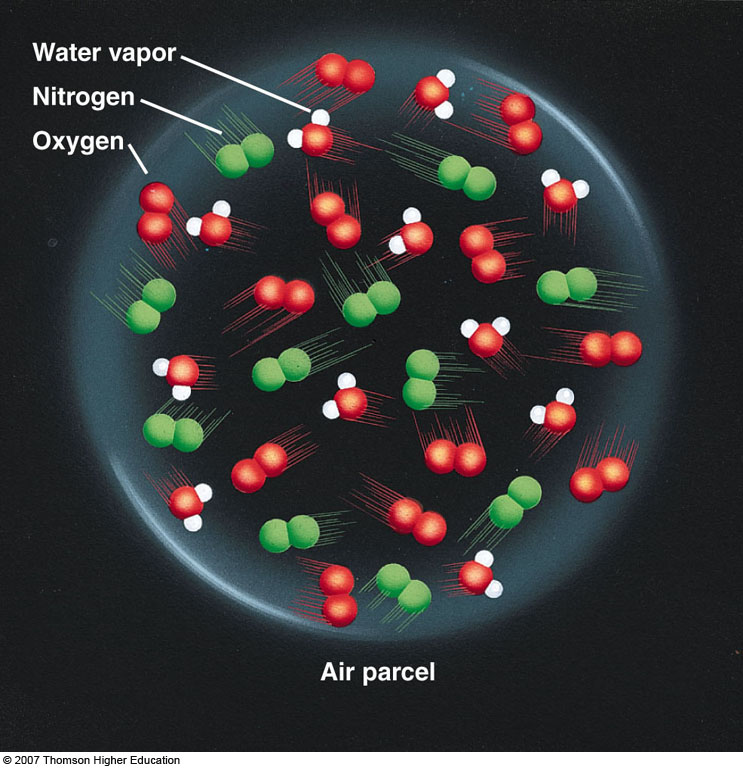 Water vapor
Nitrogen
Oxygen
Air parcel
© 2007 Thomson Higher Education